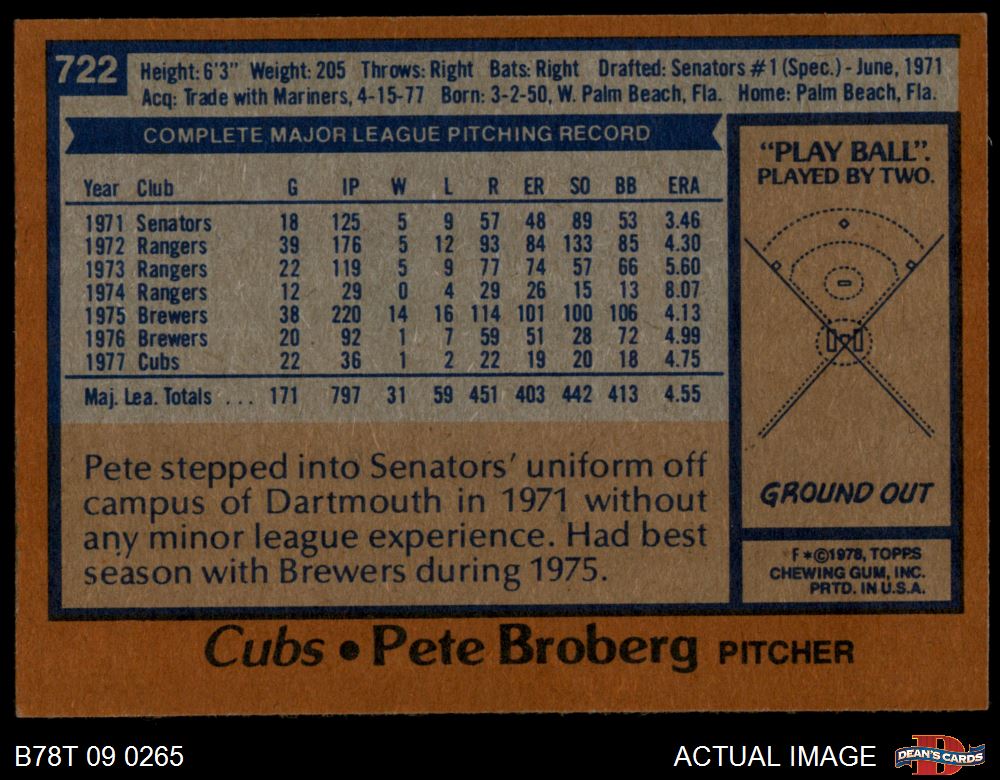 722
Height: 6'3" Weight: 205 Throws: Right Bats: Right Drafted: Senators #1 (Spec.) - June, 1971
Acq: Trade with Mariners, 4-15-77 Born: 3-2-50, W. Palm Beach, Fla. Home: Palm Beach, Fla.
COMPLETE MAJOR LEAGUE PITCHING RECORD
Year Club G IP W L R ER SO BB ERA
1971 Senators 18 125 5 9 57 48 89 53 3.46
1972 Rangers 39 176 5 12 93 84 133 85 4.30
1973 Rangers 22 119 5 9 77 74 57 66 5.60
1974 Rangers 12 29 0 4 29 26 15 13 8.07
1975 Brewers 38 220 14 16 114 101 100 106 4.13
1976 Brewers 20 92 1 7 59 51 28 72 4.99
1977 Cubs 22 36 1 2 22 19 20 18 4.75
Maj. Lea. Totals . . . 171 797 31 59 451 403 442 413 4.55
Pete stepped into Senators' uniform off
campus of Dartmouth in 1971 without
any minor league experience. Had best
season with Brewers during 1975.
"PLAY BALL".
PLAYED BY TWO.
GROUND OUT
F*©1978, TOPPS
CHEWING GUM, INC.
PRTD. IN U.S.A.
Cubs • Pete Broberg PITCHER
B78T 09 0265
ACTUAL IMAGE
DEAN'S CARDS